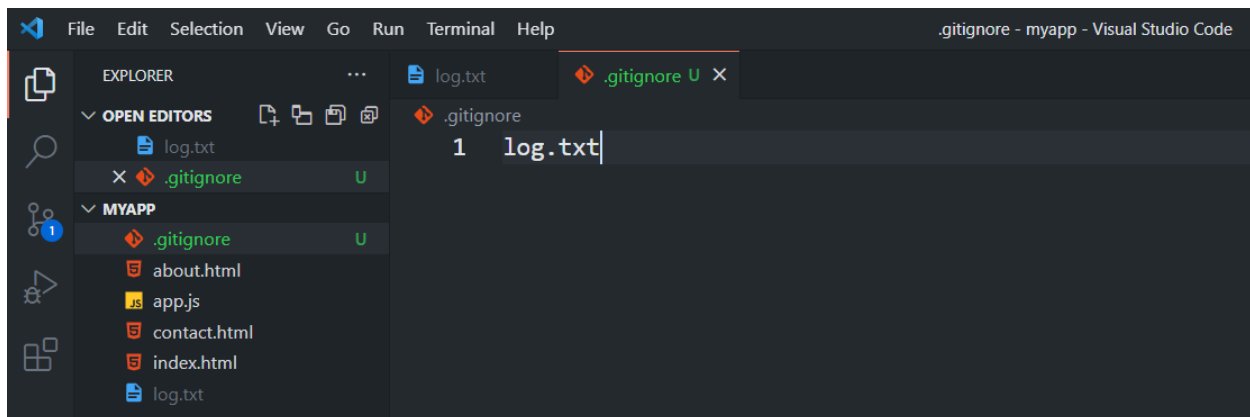 File Edit Selection View Go Run Terminal Help .gitignore - myapp - Visual Studio Code
EXPLORER ...
log.txt .gitignore U
OPEN EDITORS
log.txt
.gitignore U
MYAPP
.gitignore U
about.html
JS app.js
contact.html
index.html
log.txt
1
.gitignore
1 log.txt